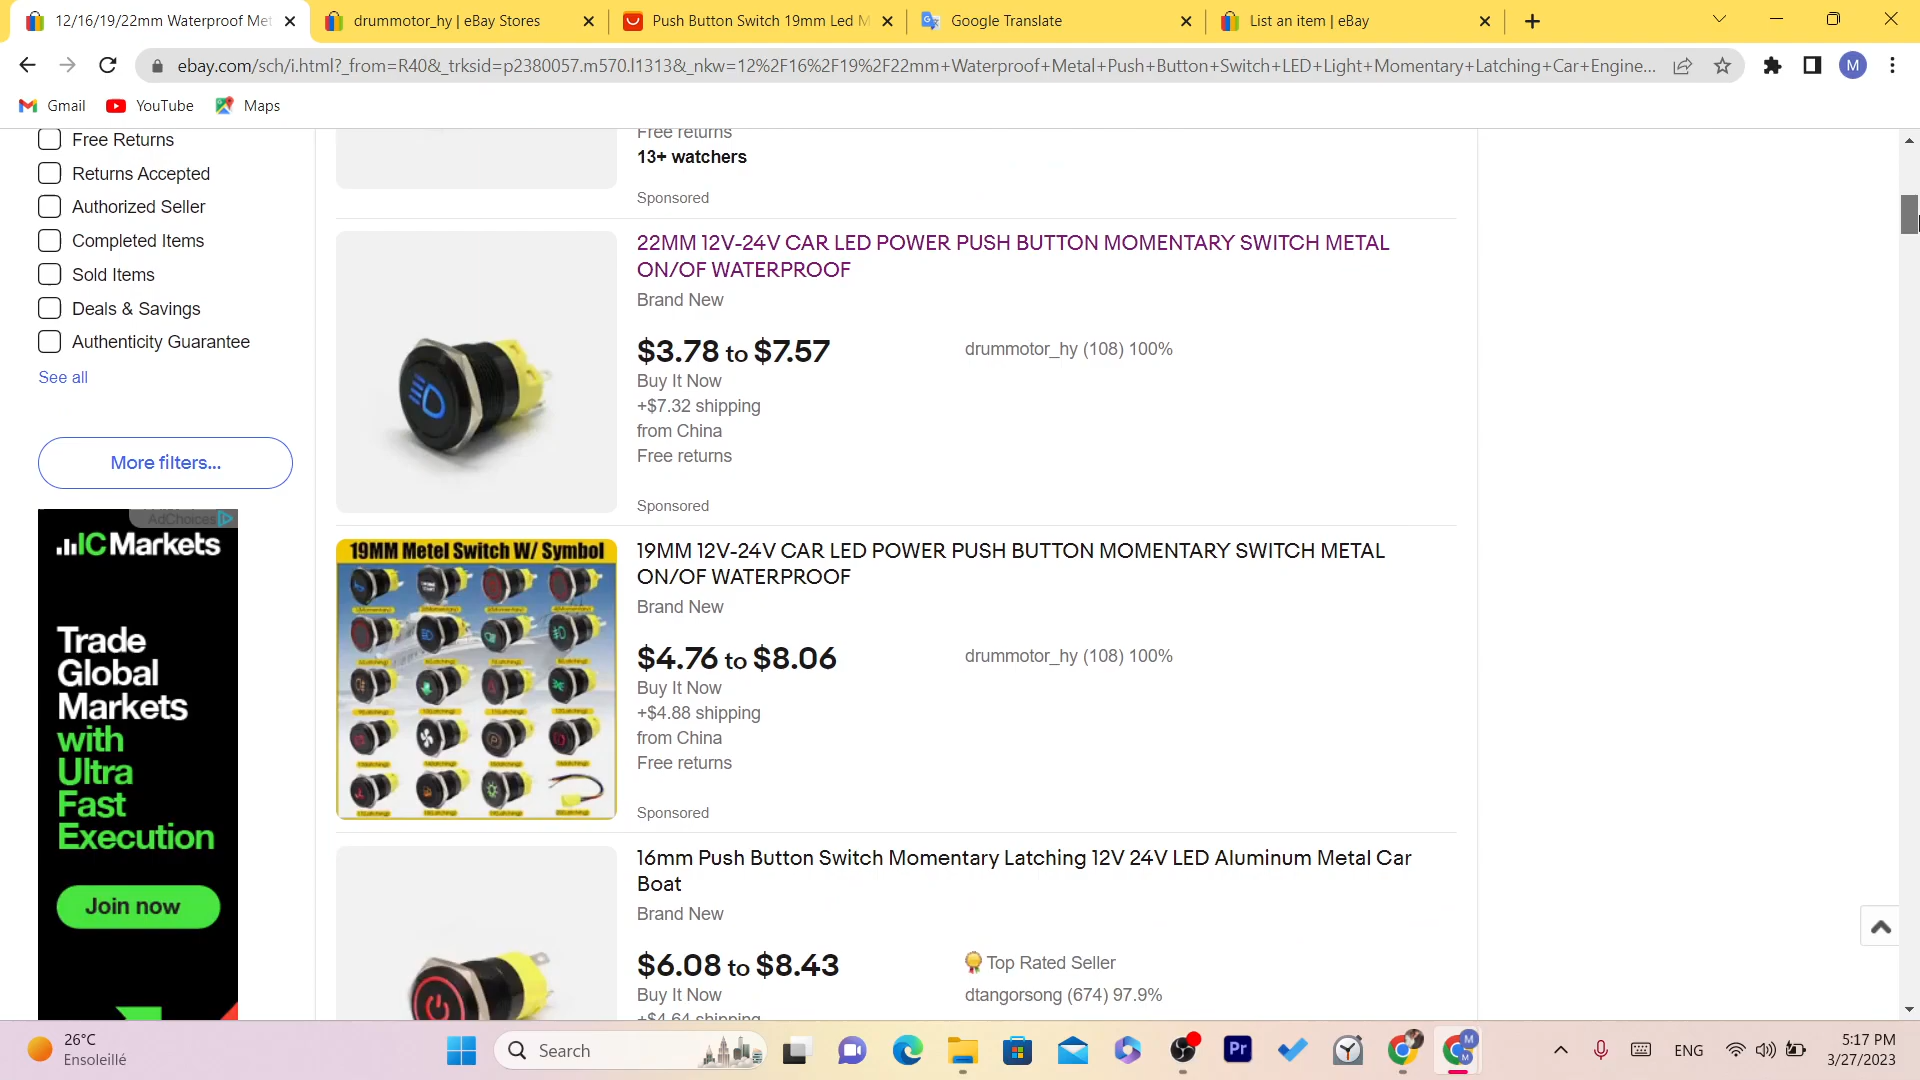 12/16/19/22mm Waterproof Met
drummotor_hy | eBay Stores
Push Button Switch 19mm Led M
Google Translate
List an item | eBay
ebay.com/sch/i.html?_from=R40&_trksid=p2380057.m570.l1313&_nkw=12%2F16%2F19%2F22mm+Waterproof+Metal+Push+Button+Switch+LED+Light+Momentary+Latching+Car+Engine...
M
Gmail
YouTube
Maps
Free Returns
Returns Accepted
Authorized Seller
Completed Items
Sold Items
Deals & Savings
Authenticity Guarantee
See all
More filters...
AdChoices
IC Markets
Trade
Global
Markets
with
Ultra
Fast
Execution
Join now
Free returns
13+ watchers
Sponsored
22MM 12V-24V CAR LED POWER PUSH BUTTON MOMENTARY SWITCH METAL
ON/OF WATERPROOF
Brand New
$3.78 to $7.57
drummotor_hy (108) 100%
Buy It Now
+$7.32 shipping
from China
Free returns
Sponsored
19MM Metel Switch W/ Symbol
19MM 12V-24V CAR LED POWER PUSH BUTTON MOMENTARY SWITCH METAL
ON/OF WATERPROOF
Brand New
$4.76 to $8.06
drummotor_hy (108) 100%
Buy It Now
+$4.88 shipping
from China
Free returns
Sponsored
16mm Push Button Switch Momentary Latching 12V 24V LED Aluminum Metal Car
Boat
Brand New
$6.08 to $8.43
Top Rated Seller
Buy It Now
dtangorsong (674) 97.9%
+$4.64 shipping
26°C
Ensoleillé
Search
Pr
M
M
ENG
5:17 PM
3/27/2023